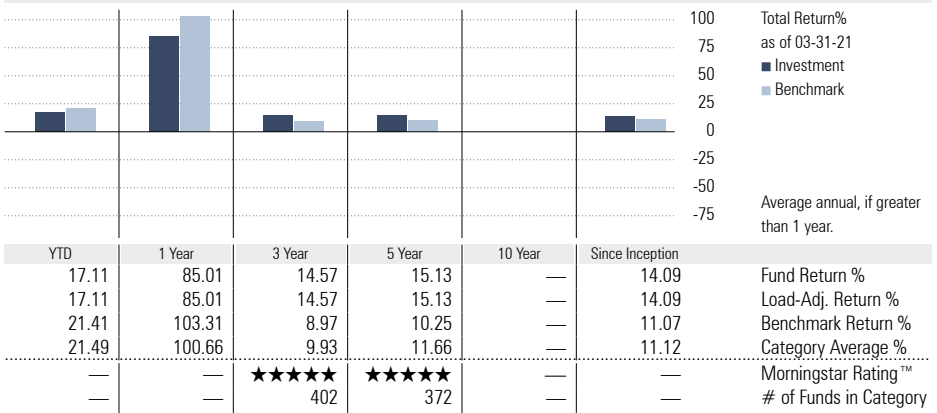 100
75
50
25
0
-25
-50
-75
Total Return%
as of 03-31-21
■ Investment
■ Benchmark
Average annual, if greater
than 1 year.
YTD 1 Year 3 Year 5 Year 10 Year Since Inception
17.11 85.01 14.57 15.13 — 14.09 Fund Return %
17.11 85.01 14.57 15.13 — 14.09 Load-Adj. Return %
21.41 103.31 8.97 10.25 — 11.07 Benchmark Return %
21.49 100.66 9.93 11.66 — 11.12 Category Average %
— — ★★★★★ ★★★★★ — — Morningstar Rating™
— — 402 372 — — # of Funds in Category